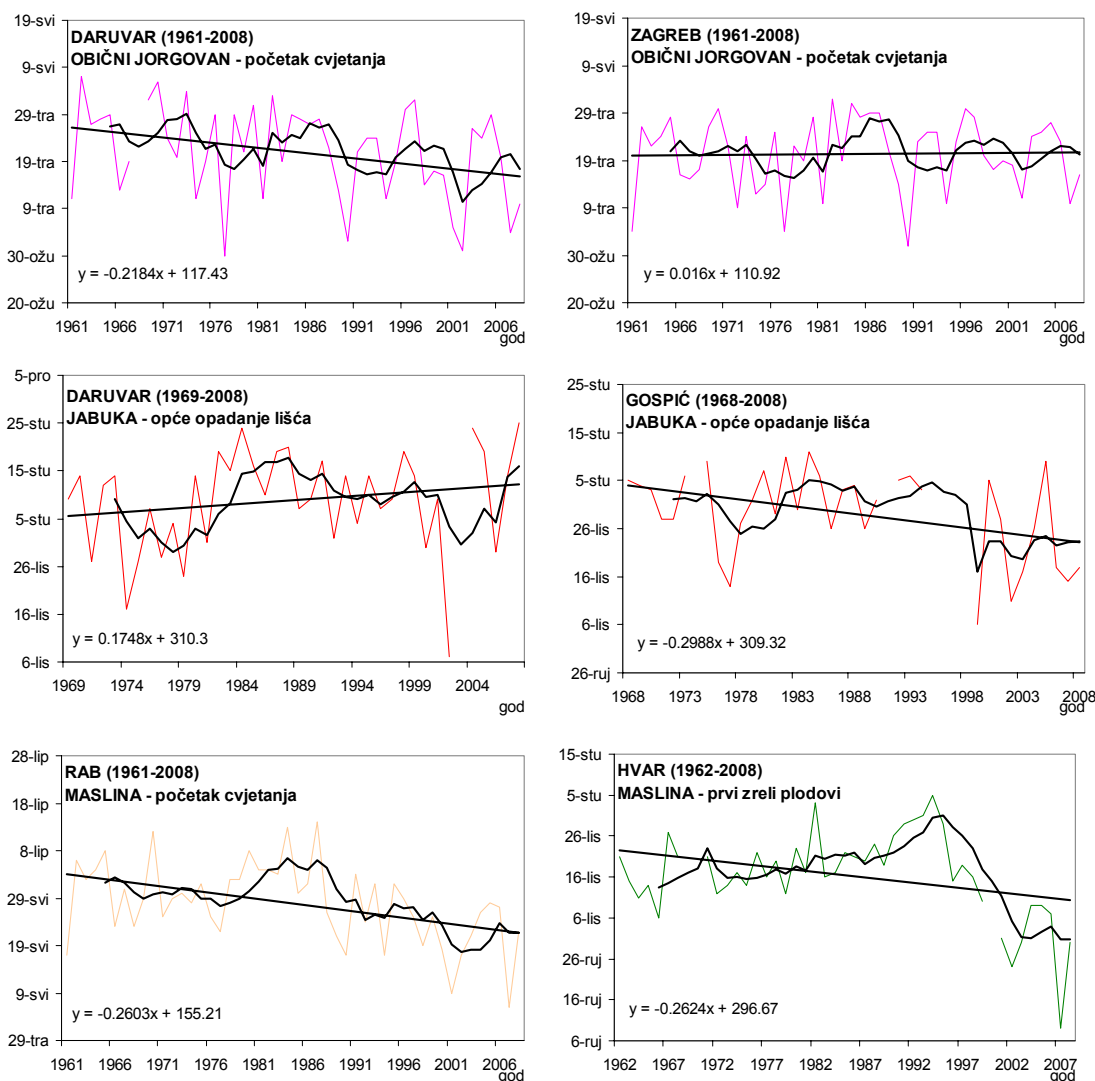 DARUVAR (1961-2008)
OBIČNI JORGOVAN - početak cvjetanja
19-svi
9-svi
29-tra
19-tra
9-tra
30-ožu
20-ožu
y = -0.2184x + 117.43
1961 1966 1971 1976 1981 1986 1991 1996 2001 2006
god
ZAGREB (1961-2008)
OBIČNI JORGOVAN - početak cvjetanja
19-svi
9-svi
29-tra
19-tra
9-tra
30-ožu
20-ožu
y = 0.016x + 110.92
1961 1966 1971 1976 1981 1986 1991 1996 2001 2006
god
DARUVAR (1969-2008)
JABUKA - opće opadanje lišća
5-pro
25-stu
15-stu
5-stu
26-lis
16-lis
6-lis
y = 0.1748x + 310.3
1969 1974 1979 1984 1989 1994 1999 2004
god
GOSPIĆ (1968-2008)
JABUKA - opće opadanje lišća
25-stu
15-stu
5-stu
26-lis
16-lis
6-lis
26-ruj
y = -0.2988x + 309.32
1968 1973 1978 1983 1988 1993 1998 2003 2008
god
RAB (1961-2008)
MASLINA - početak cvjetanja
28-lip
18-lip
8-lip
29-svi
19-svi
9-svi
29-tra
y = -0.2603x + 155.21
1961 1966 1971 1976 1981 1986 1991 1996 2001 2006
god
HVAR (1962-2008)
MASLINA - prvi zreli plodovi
15-stu
5-stu
26-lis
16-lis
6-lis
26-ruj
16-ruj
6-ruj
y = -0.2624x + 296.67
1962 1967 1972 1977 1982 1987 1992 1997 2002 2007
god